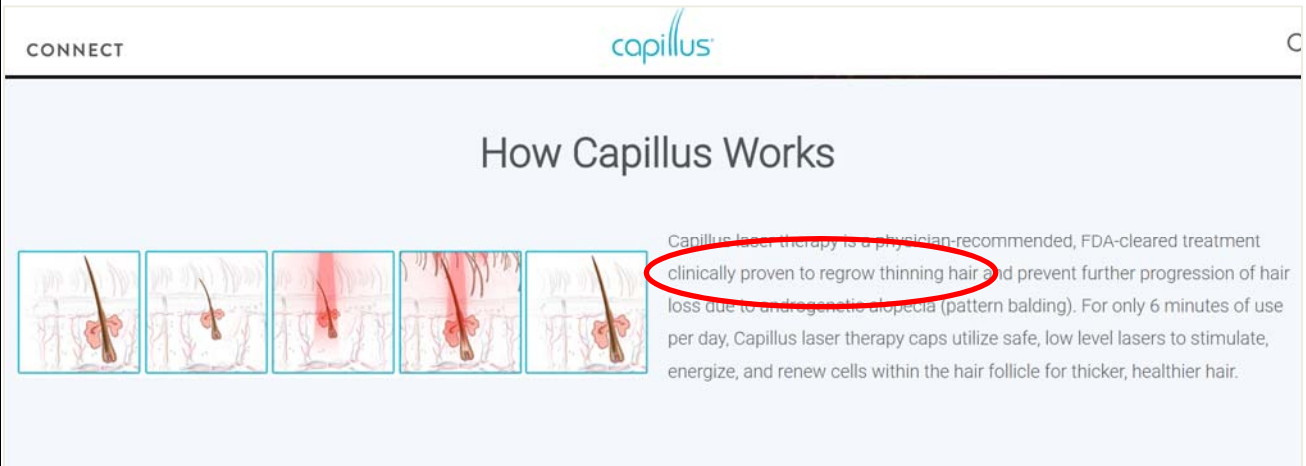 CONNECT
capillus
How Capillus Works
Capillus laser therapy is a physician-recommended, FDA-cleared treatment
clinically proven to regrow thinning hair and prevent further progression of hair
loss due to androgenetic alopecia (pattern balding). For only 6 minutes of use
per day, Capillus laser therapy caps utilize safe, low level lasers to stimulate,
energize, and renew cells within the hair follicle for thicker, healthier hair.